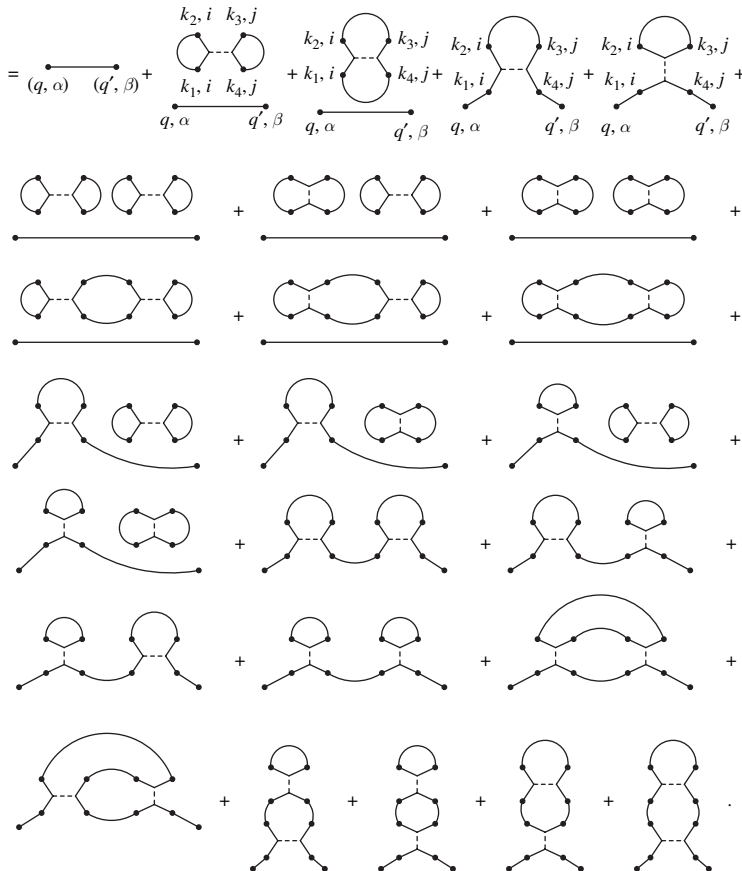 k₂, i k₃, j k₂, i k₃, j k₂, i k₃, j k₂, i k₃, j
= (q, α) (q′, β) + k₁, i k₄, j + k₁, i k₄, j + k₁, i k₄, j + k₁, i k₄, j +
q, α q′, β q, α q′, β q, α q′, β q, α q′, β
+ + +
+ + +
+ + +
+ + +
+ + +
+ + + + .